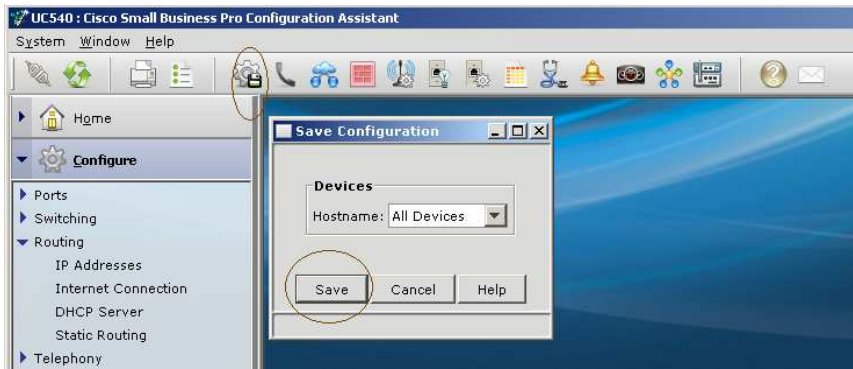 UC540 : Cisco Small Business Pro Configuration Assistant
System Window Help
Home
Configure
Ports
Switching
Routing
IP Addresses
Internet Connection
DHCP Server
Static Routing
Telephony
Save Configuration
Devices
Hostname: All Devices
Save Cancel Help